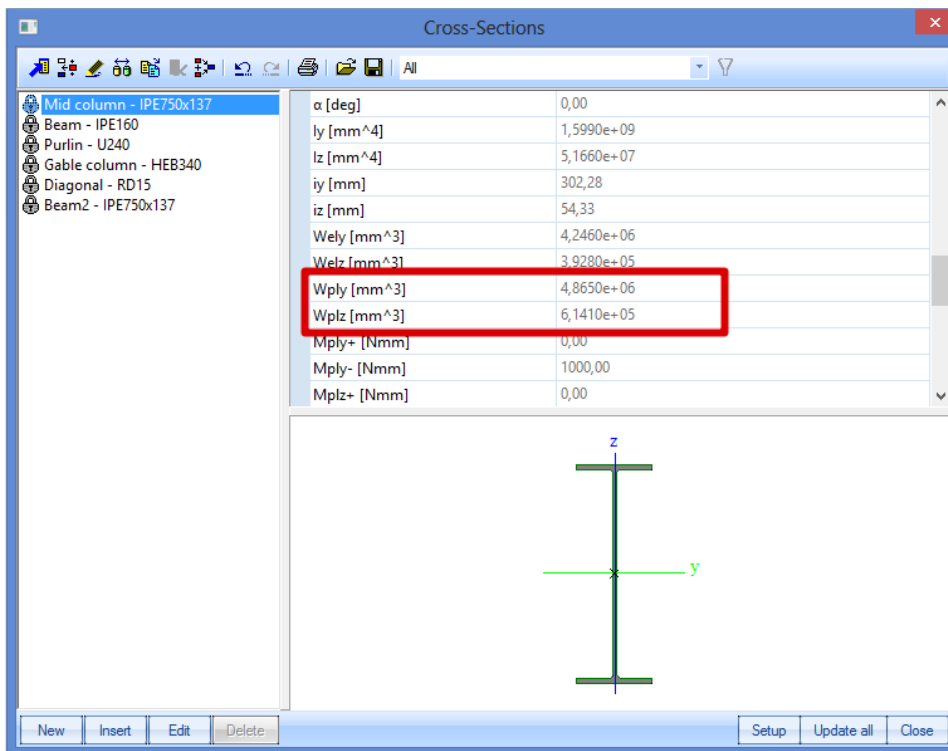 Cross-Sections
All
Mid column - IPE750x137
Beam - IPE160
Purlin - U240
Gable column - HEB340
Diagonal - RD15
Beam2 - IPE750x137
α [deg] 0,00
Iy [mm^4] 1,5990e+09
Iz [mm^4] 5,1660e+07
iy [mm] 302,28
iz [mm] 54,33
Wely [mm^3] 4,2460e+06
Welz [mm^3] 3,9280e+05
Wply [mm^3] 4,8650e+06
Wplz [mm^3] 6,1410e+05
Mply+ [Nmm] 0,00
Mply- [Nmm] 1000,00
Mplz+ [Nmm] 0,00
z
y
New Insert Edit Delete Setup Update all Close